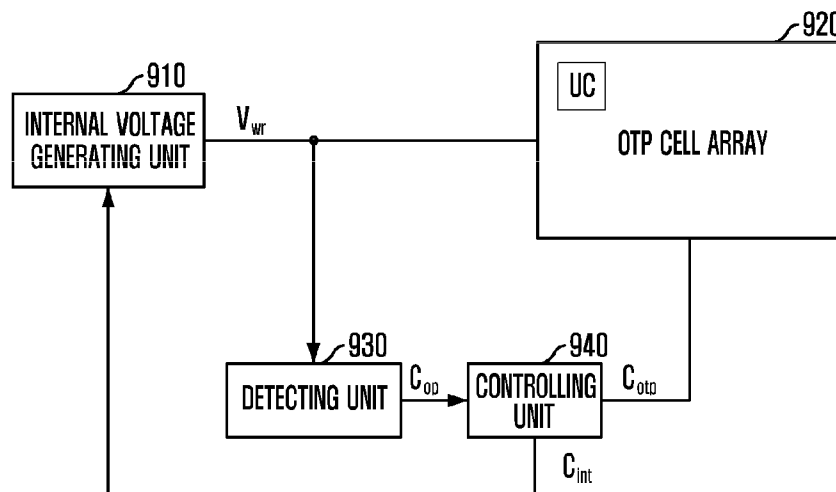 920
910
UC
INTERNAL VOLTAGE
GENERATING UNIT
Vwr
OTP CELL ARRAY
930
940
DETECTING UNIT
Cop
CONTROLLING
UNIT
Cotp
Cint